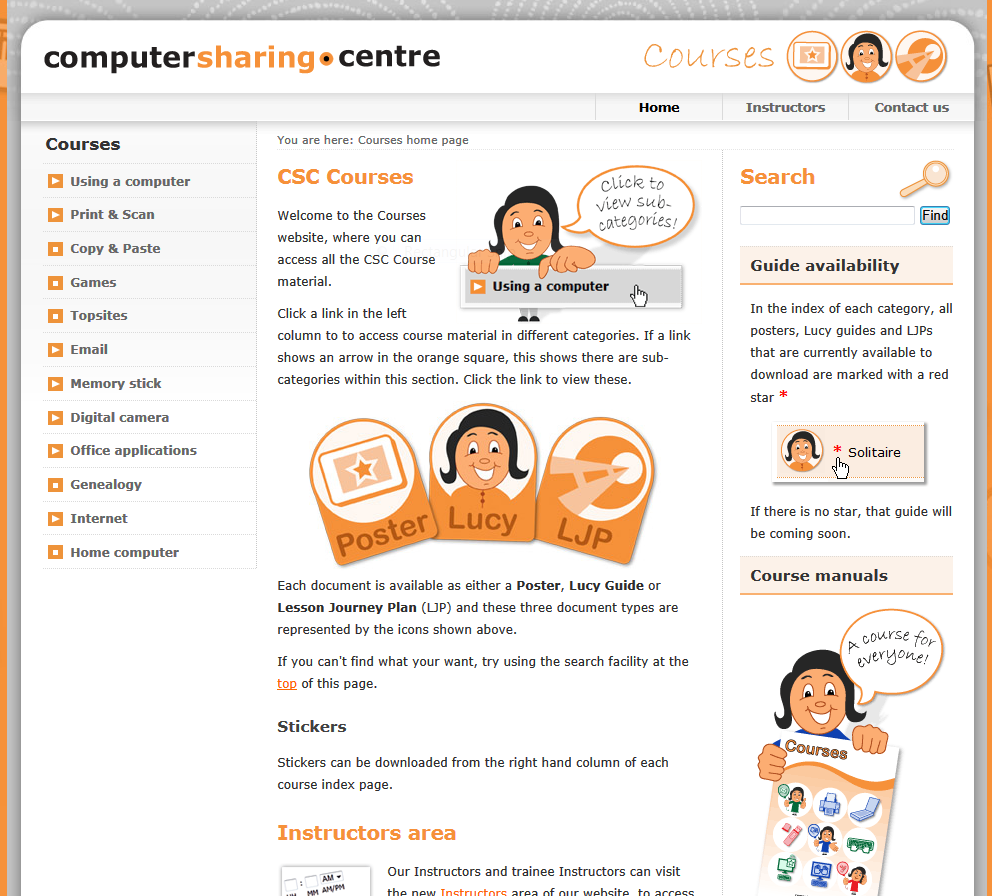 computersharing•centre
Courses
Home
Instructors
Contact us
Courses
Using a computer
Print & Scan
Copy & Paste
Games
Topsites
Email
Memory stick
Digital camera
Office applications
Genealogy
Internet
Home computer
You are here: Courses home page
CSC Courses
Welcome to the Courses
website, where you can
access all the CSC Course
material.
Click to
view sub-
categories!
Using a computer
Click a link in the left
column to to access course material in different categories. If a link
shows an arrow in the orange square, this shows there are sub-
categories within this section. Click the link to view these.
Poster
Lucy
LJP
Each document is available as either a Poster, Lucy Guide or
Lesson Journey Plan (LJP) and these three document types are
represented by the icons shown above.
If you can't find what your want, try using the search facility at the
top of this page.
Stickers
Stickers can be downloaded from the right hand column of each
course index page.
Instructors area
AM
MM AM/PM
Our Instructors and trainee Instructors can visit
the new Instructors area of our website, to access
Search
Find
Guide availability
In the index of each category, all
posters, Lucy guides and LJPs
that are currently available to
download are marked with a red
star *
* Solitaire
If there is no star, that guide will
be coming soon.
Course manuals
A course for
everyone!
Courses